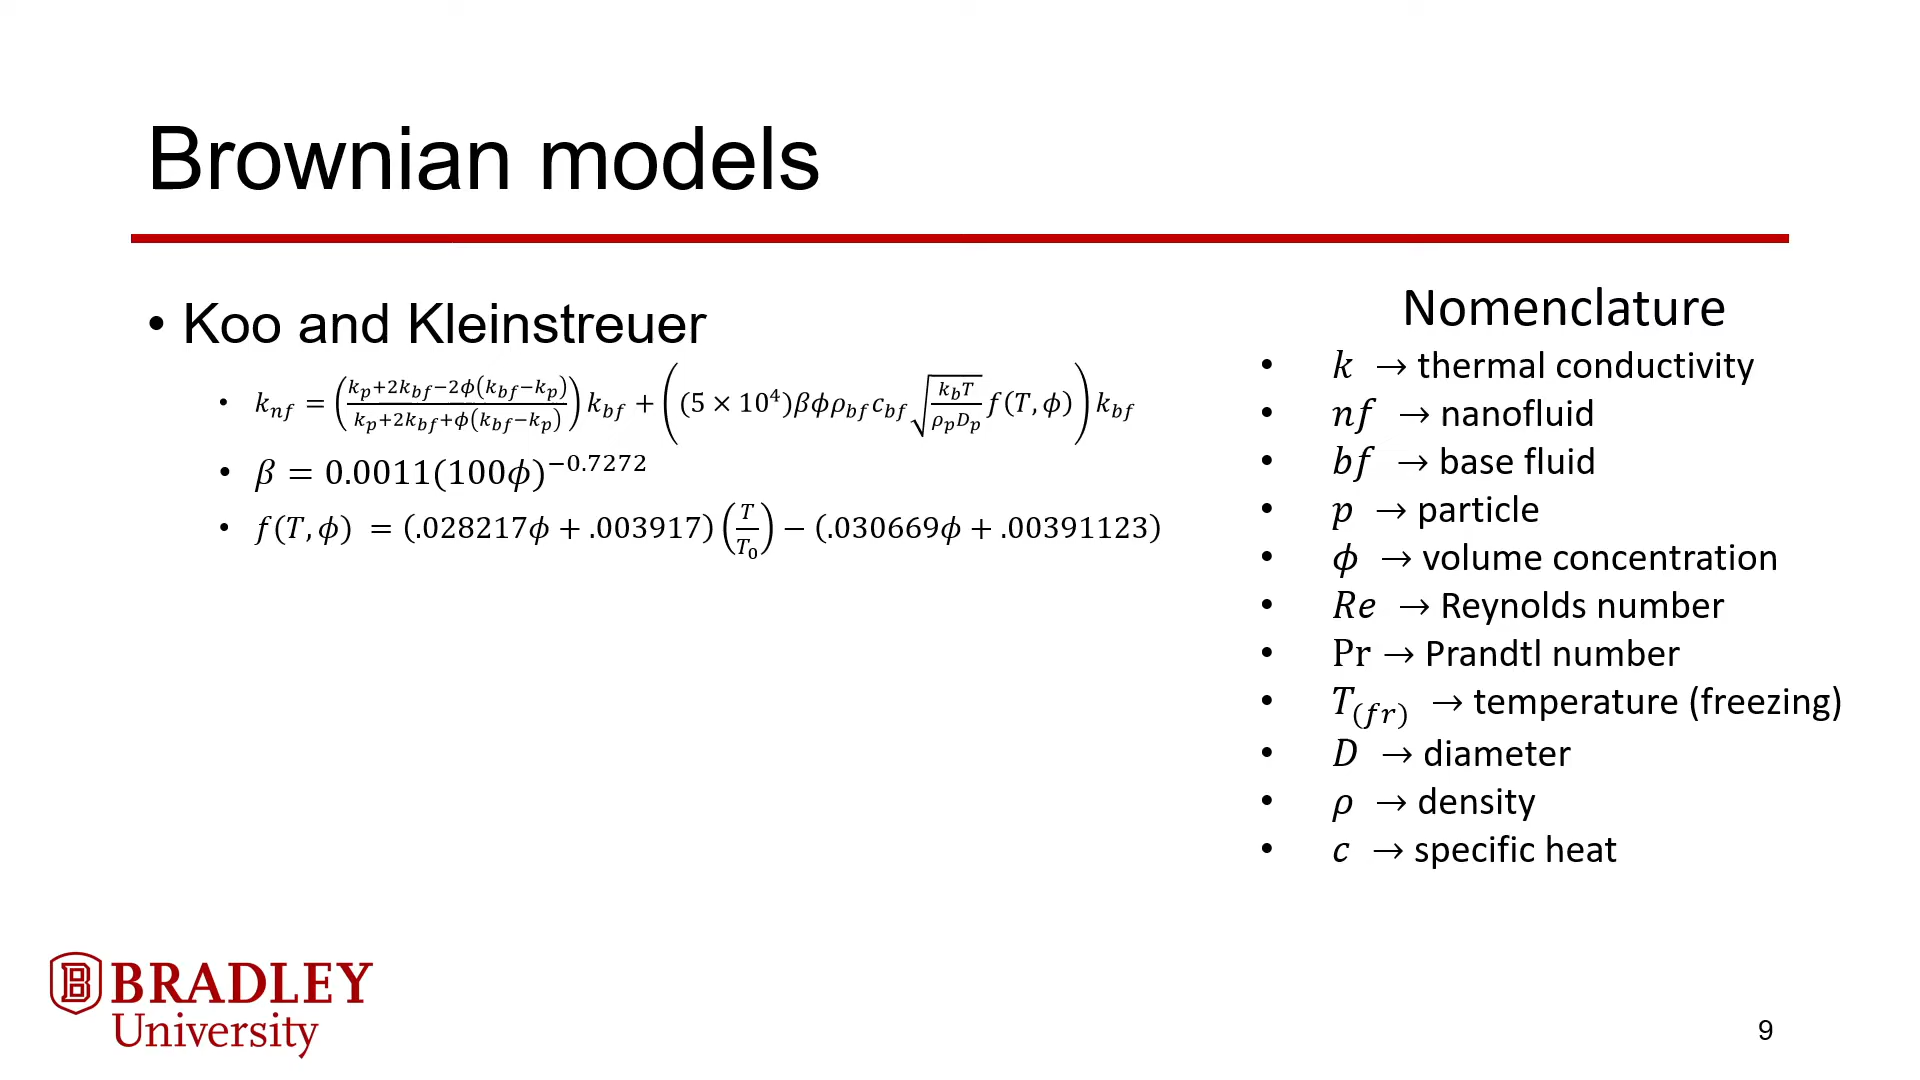 Brownian models
• Koo and Kleinstreuer
• $k_{nf} = \left(\frac{k_p+2k_{bf}-2\phi(k_{bf}-k_p)}{k_p+2k_{bf}+\phi(k_{bf}-k_p)}\right)k_{bf} + \left((5 \times 10^4)\beta\phi\rho_{bf}c_{bf}\sqrt{\frac{k_bT}{\rho_pD_p}}f(T,\phi)\right)k_{bf}$
• $\beta = 0.0011(100\phi)^{-0.7272}$
• $f(T,\phi) = (.028217\phi + .003917)\left(\frac{T}{T_0}\right) - (.030669\phi + .00391123)$
Nomenclature
• $k$ → thermal conductivity
• $nf$ → nanofluid
• $bf$ → base fluid
• $p$ → particle
• $\phi$ → volume concentration
• $Re$ → Reynolds number
• Pr → Prandtl number
• $T_{(fr)}$ → temperature (freezing)
• $D$ → diameter
• $\rho$ → density
• $c$ → specific heat
B BRADLEY
University
9